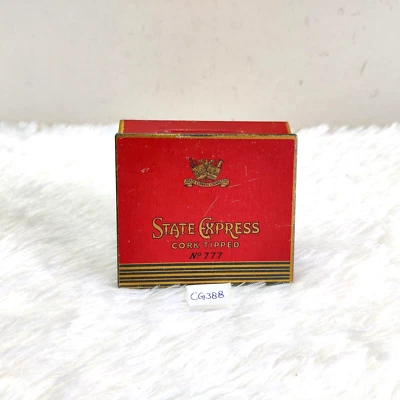 STATE EXPRESS
CORK TIPPED
Nº 777
CG388